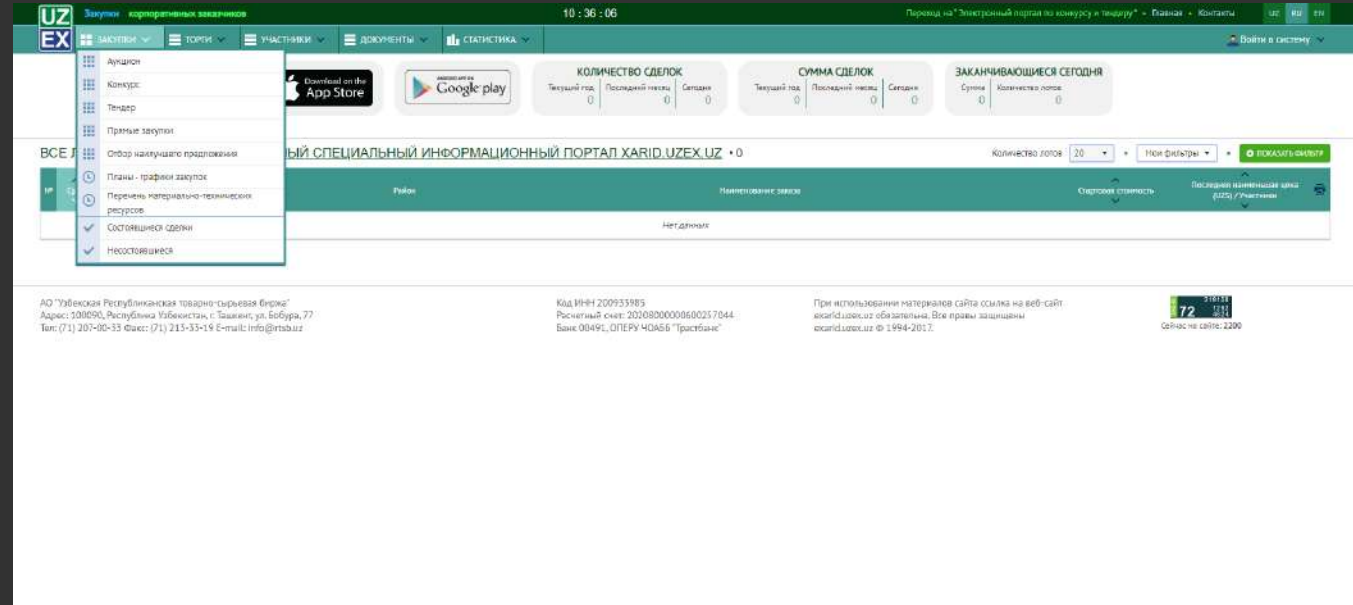 UZ
EX
Закупки корпоративных заказчиков
10 : 36 : 06
Переход на "Электронный портал по конкурсу и тендеру" • Главная • Контакты
UZ RU EN
ЗАКУПКИ
ТОРГИ
УЧАСТНИКИ
ДОКУМЕНТЫ
СТАТИСТИКА
Войти в систему
Аукцион
Конкурс
Тендер
Прямые закупки
Отбор наилучшего предложения
Планы - графики закупок
Перечень материально-технических
ресурсов
Состоявшиеся сделки
Несостоявшиеся
Download on the
App Store
ANDROID APP ON
Google play
КОЛИЧЕСТВО СДЕЛОК
Текущий год Последний месяц Сегодня
0 0 0
СУММА СДЕЛОК
Текущий год Последний месяц Сегодня
0 0 0
ЗАКАНЧИВАЮЩИЕСЯ СЕГОДНЯ
Сумма Количество лотов
0 0
ВСЕ Л
ЫЙ СПЕЦИАЛЬНЫЙ ИНФОРМАЦИОННЫЙ ПОРТАЛ XARID.UZEX.UZ • 0
Количество лотов 20 • Мои фильтры • ПОКАЗАТЬ ФИЛЬТР
№
Район
Наименование заказа
Стартовая стоимость
Последняя наименьшая цена
(UZS) / Участники
Нет данных
АО "Узбекская Республиканская товарно-сырьевая биржа"
Адрес: 100090, Республика Узбекистан, г. Ташкент, ул. Бобура, 77
Тел: (71) 207-00-33 Факс: (71) 215-33-19 E-mail: info@rtsb.uz
Код ИНН 200933985
Расчетный счет: 20208000000600257044
Банк 00491, ОПЕРУ ЧОАББ "Трастбанк"
При использовании материалов сайта ссылка на веб-сайт
exarid.uzex.uz обязательна. Все правы защищены
exarid.uzex.uz © 1994-2017.
72
Сейчас на сайте: 2200